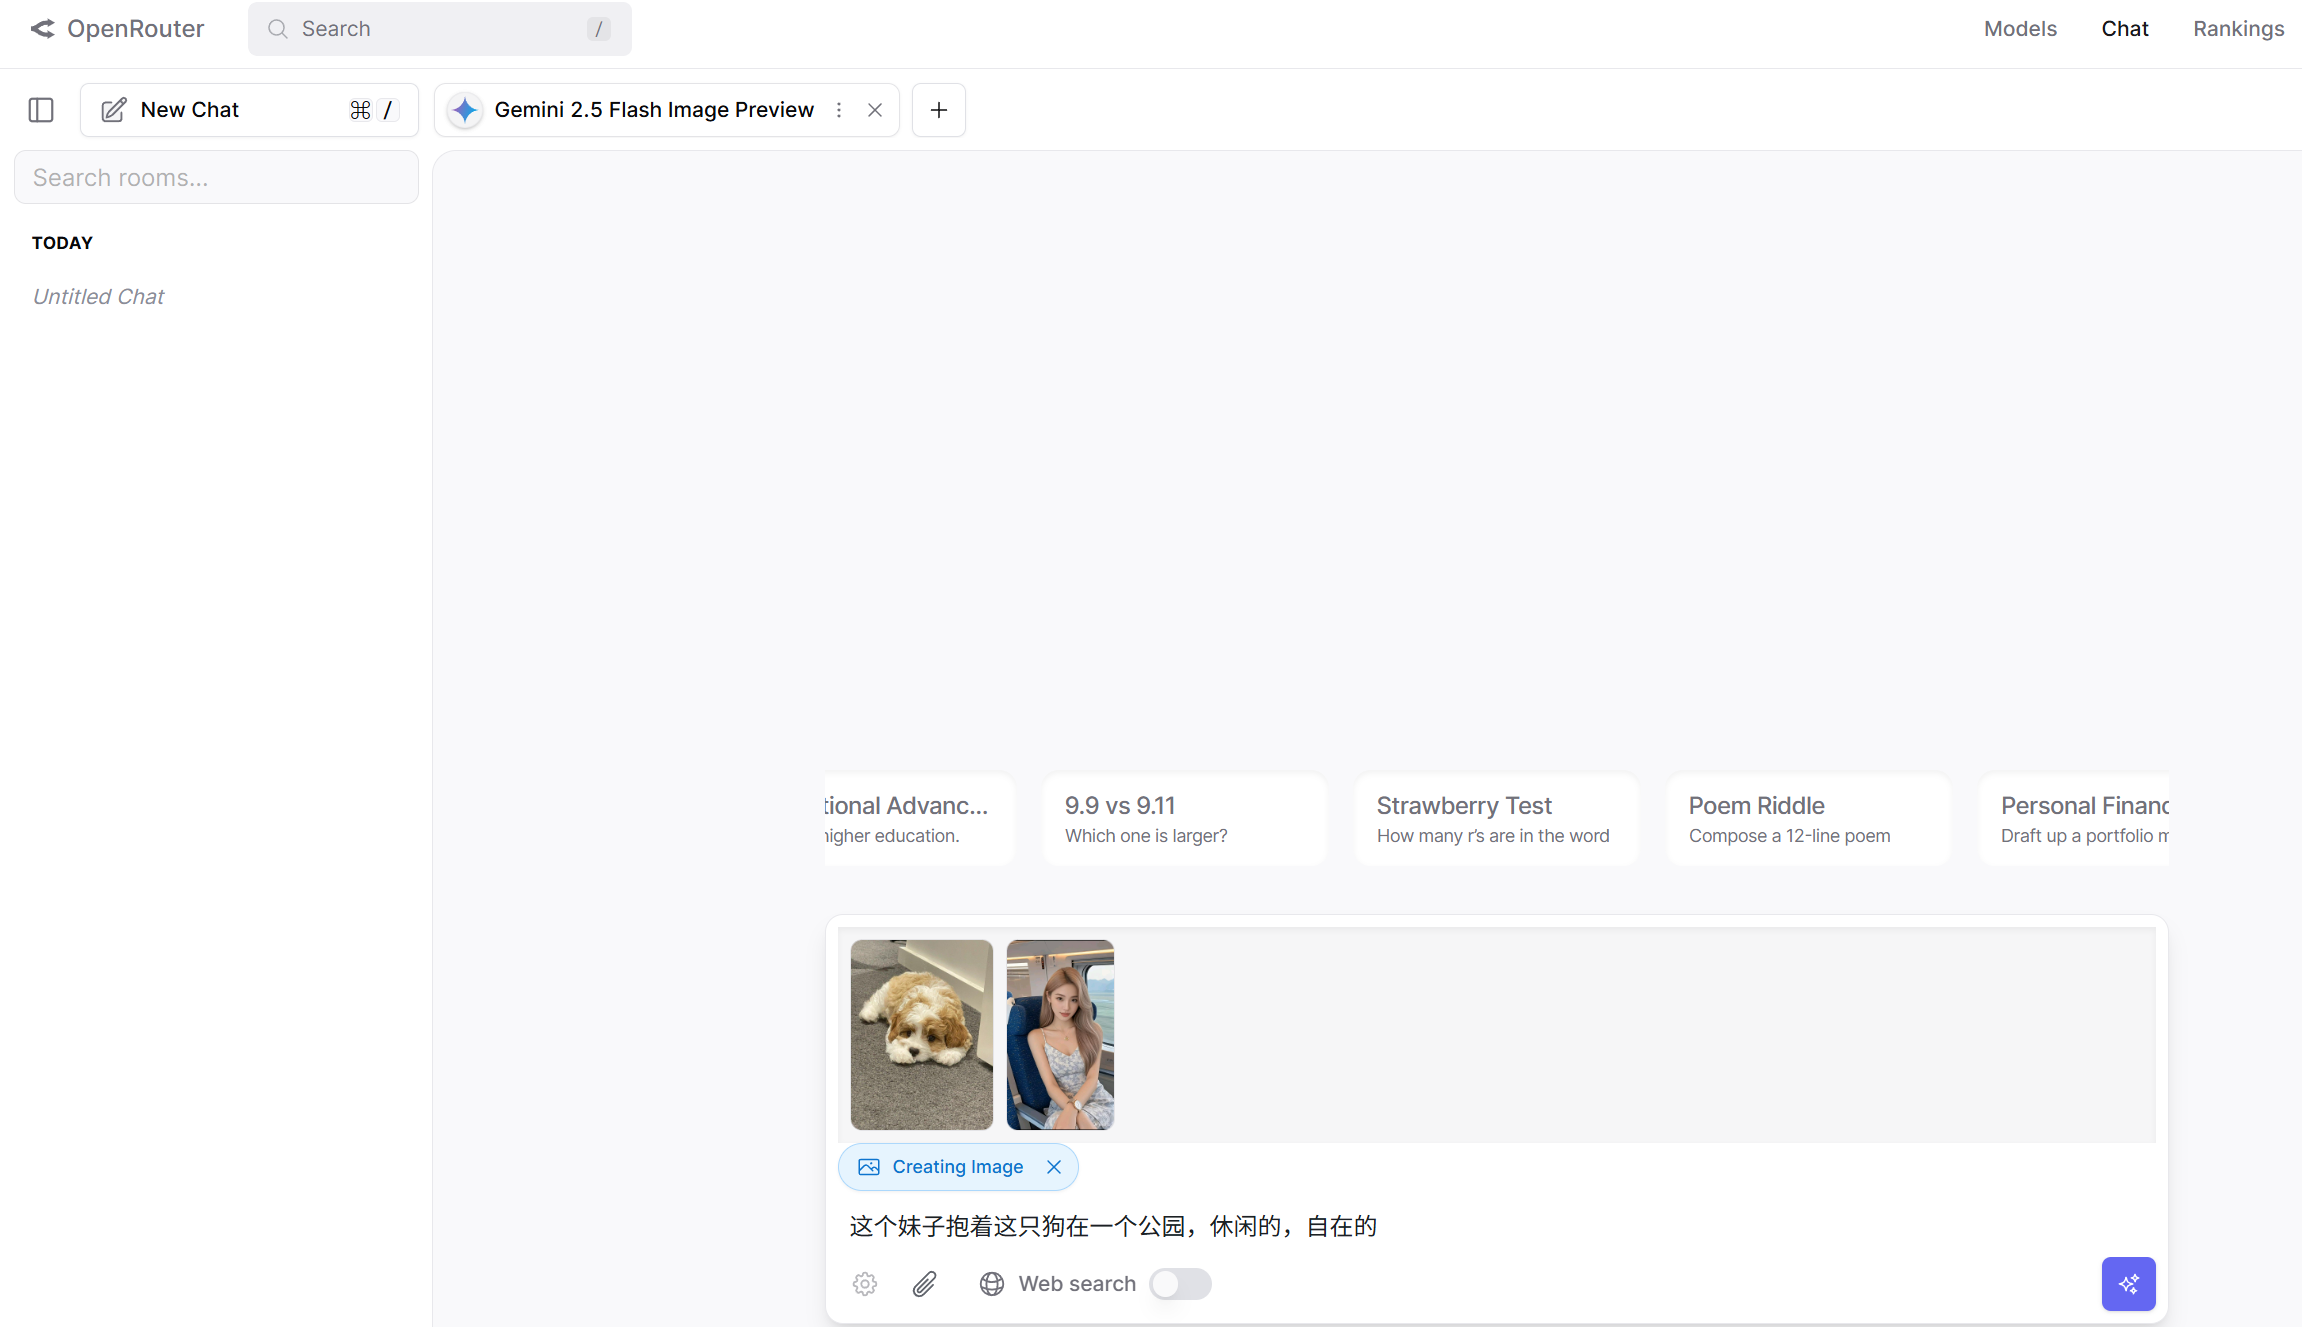 OpenRouter
Search
/
Models
Chat
Rankings
New Chat
⌘ /
Gemini 2.5 Flash Image Preview
Search rooms...
TODAY
Untitled Chat
tional Advanc...
higher education.
9.9 vs 9.11
Which one is larger?
Strawberry Test
How many r's are in the word
Poem Riddle
Compose a 12-line poem
Personal Financ
Draft up a portfolio m
Creating Image
这个妹子抱着这只狗在一个公园，休闲的，自在的
Web search